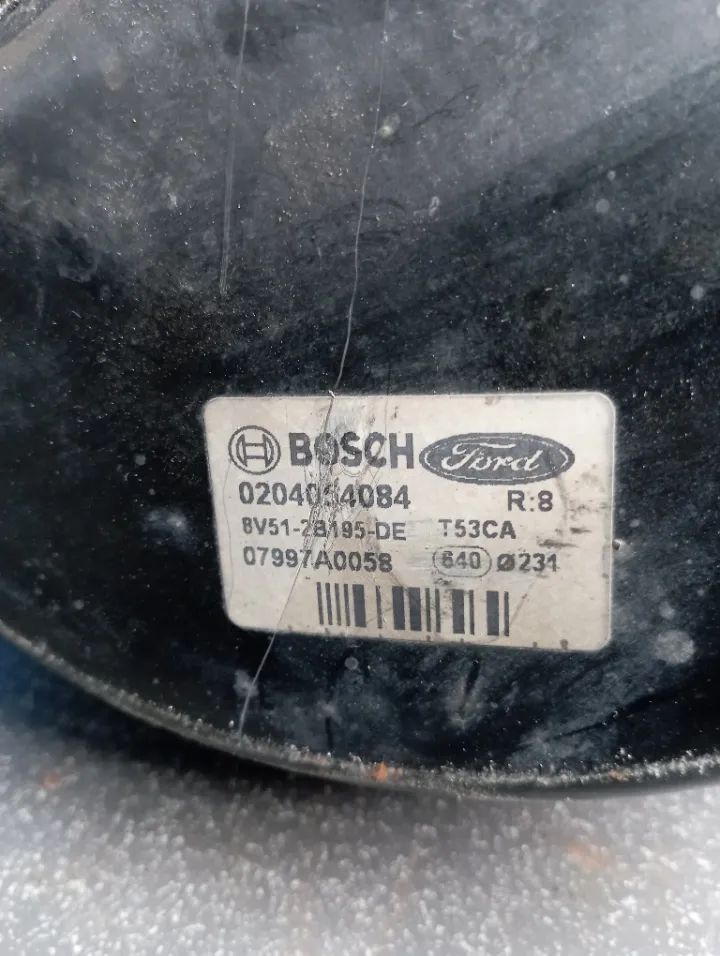 BOSCH Ford
0204054084 R:8
8V51-2B195-DE T53CA
07997A0058 640 Ø231